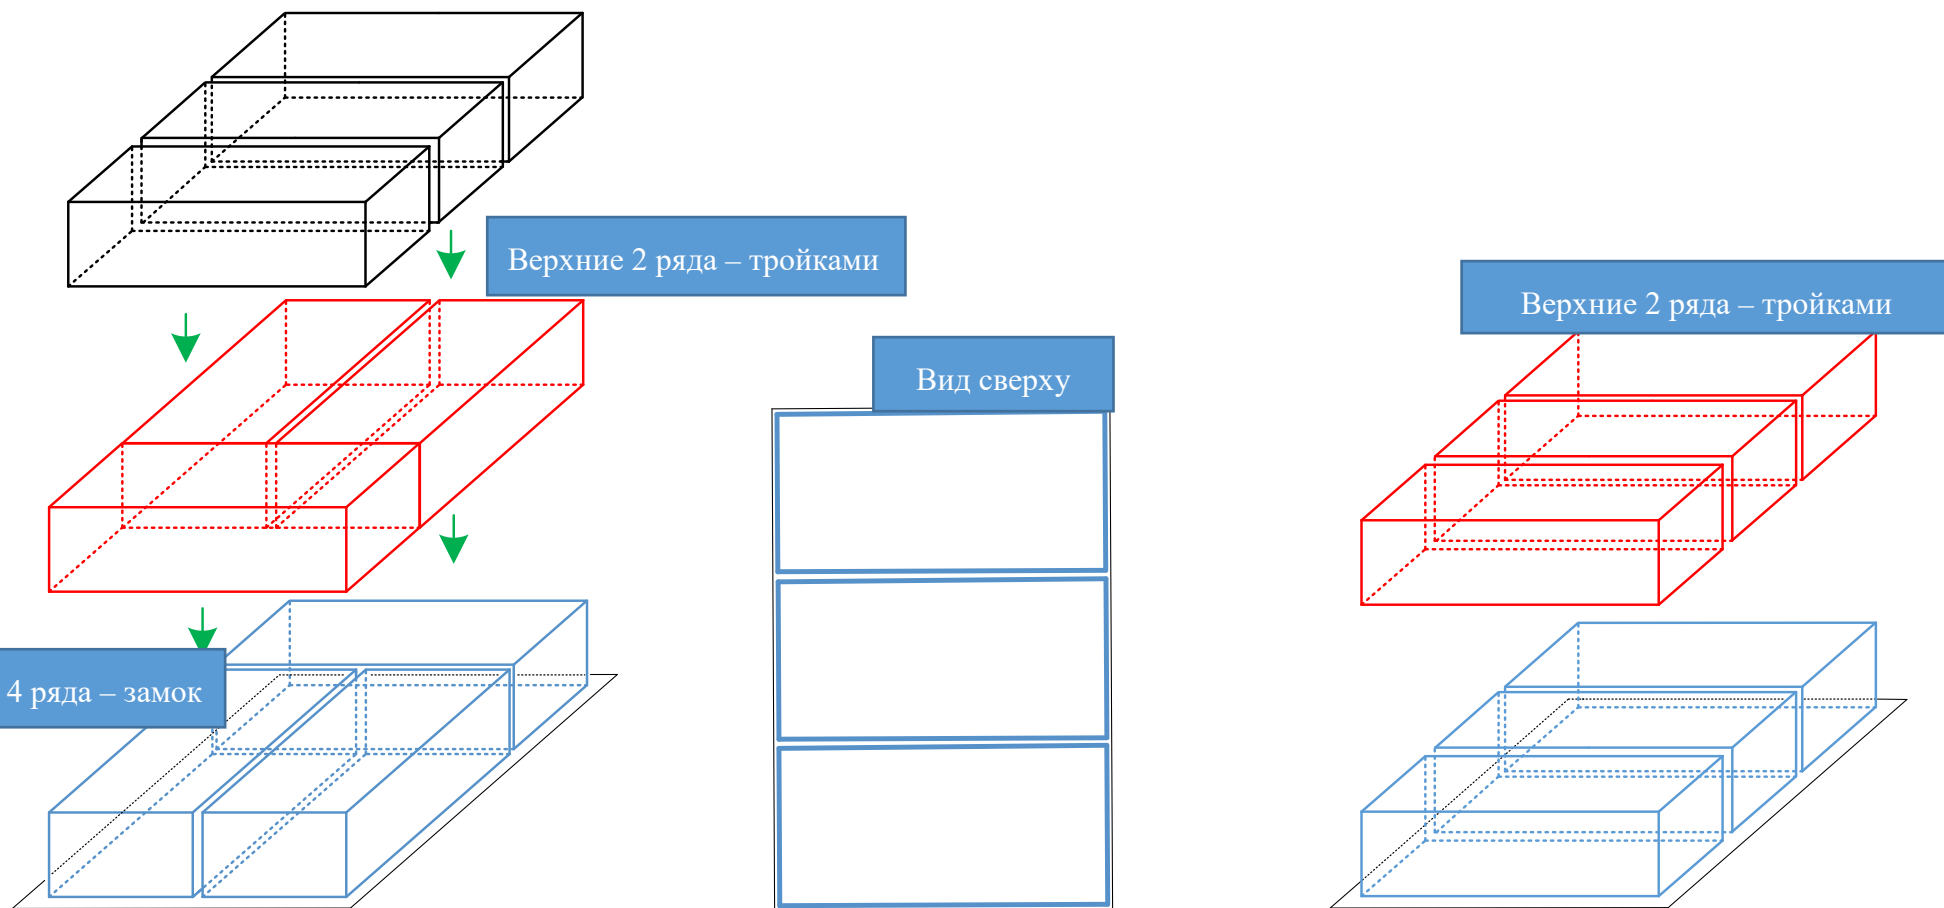 Верхние 2 ряда – тройками
Верхние 2 ряда – тройками
Вид сверху
4 ряда – замок